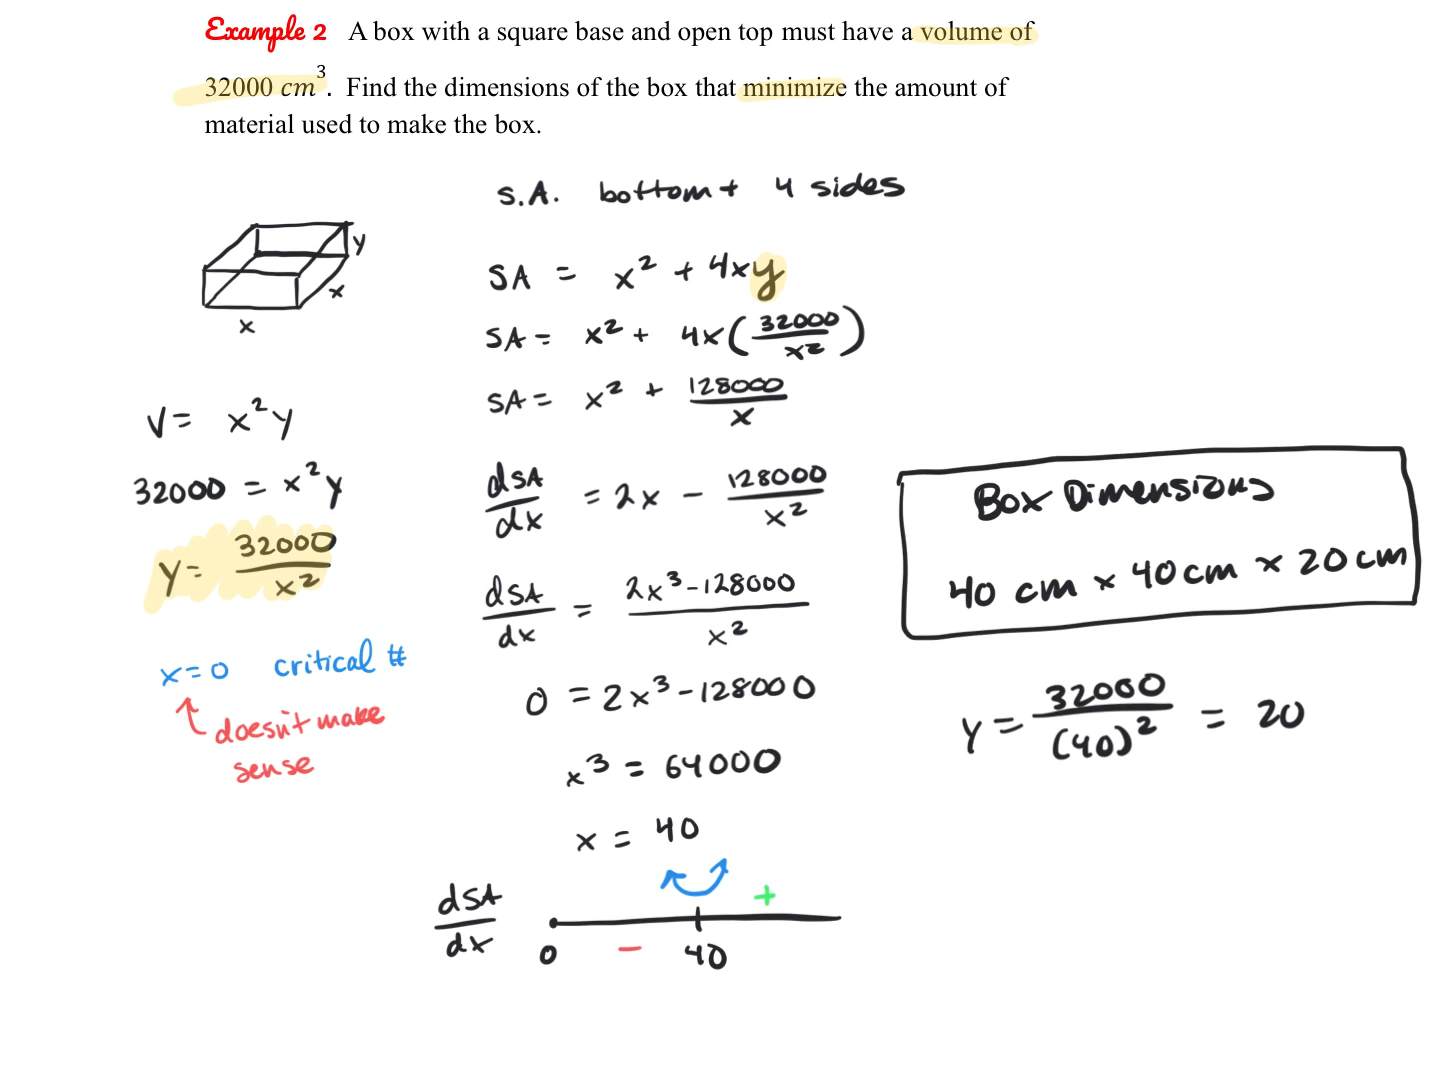 Example 2 A box with a square base and open top must have a volume of
32000 cm³. Find the dimensions of the box that minimize the amount of
material used to make the box.
S.A. bottom + 4 sides
y
x
x
SA = x² + 4xy
SA = x² + 4x(32000/x²)
SA = x² + 128000/x
V = x²y
32000 = x²y
y = 32000/x²
x=0 critical #
doesn't make
sense
dSA/dx = 2x - 128000/x²
dSA/dx = 2x³-128000/x²
0 = 2x³-128000
x³ = 64000
x = 40
+
dSA/dx
0 - 40
Box Dimensions
40 cm x 40cm x 20cm
y = 32000/(40)² = 20